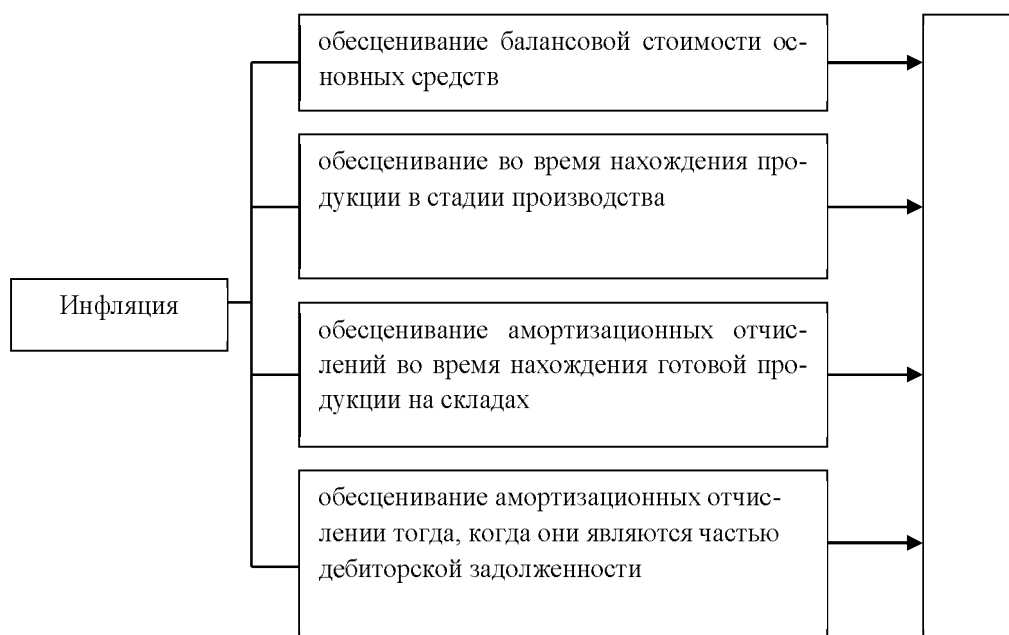 обесценивание балансовой стоимости ос-
новных средств
обесценивание во время нахождения про-
дукции в стадии производства
Инфляция
обесценивание амортизационных отчис-
лений во время нахождения готовой про-
дукции на складах
обесценивание амортизационных отчис-
лении тогда, когда они являются частью
дебиторской задолженности